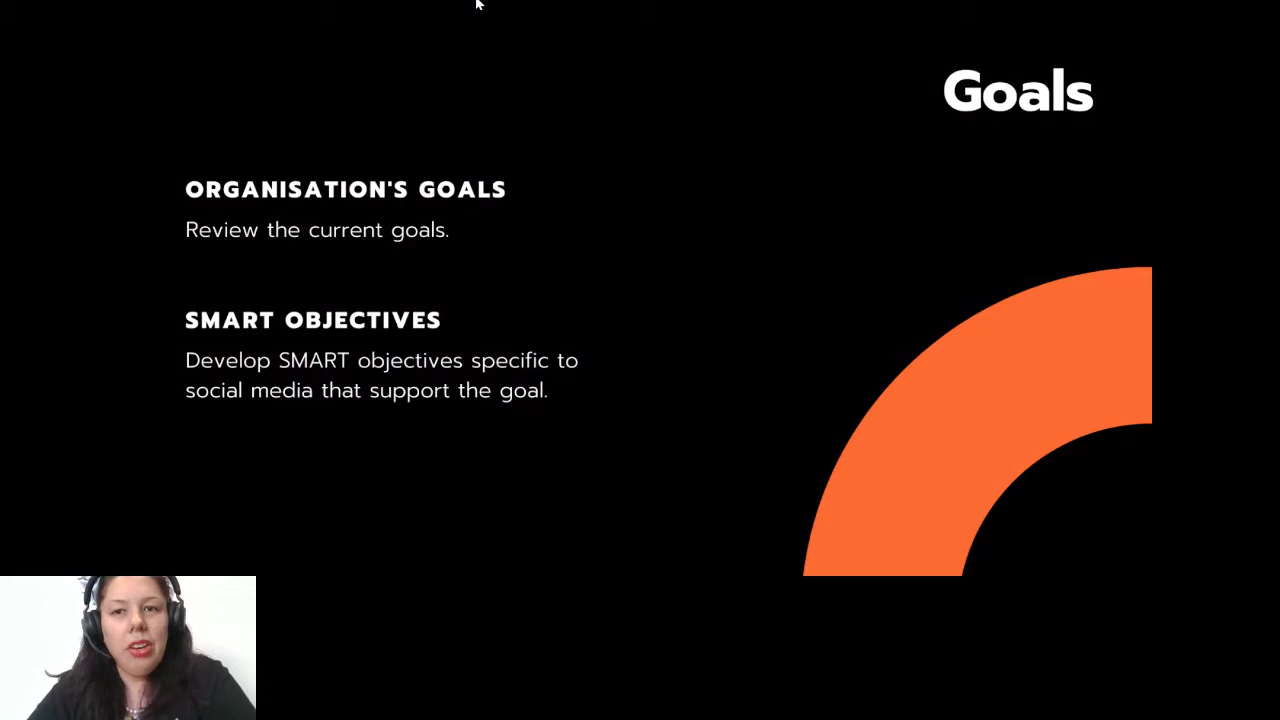 Goals
ORGANISATION'S GOALS
Review the current goals.
SMART OBJECTIVES
Develop SMART objectives specific to
social media that support the goal.